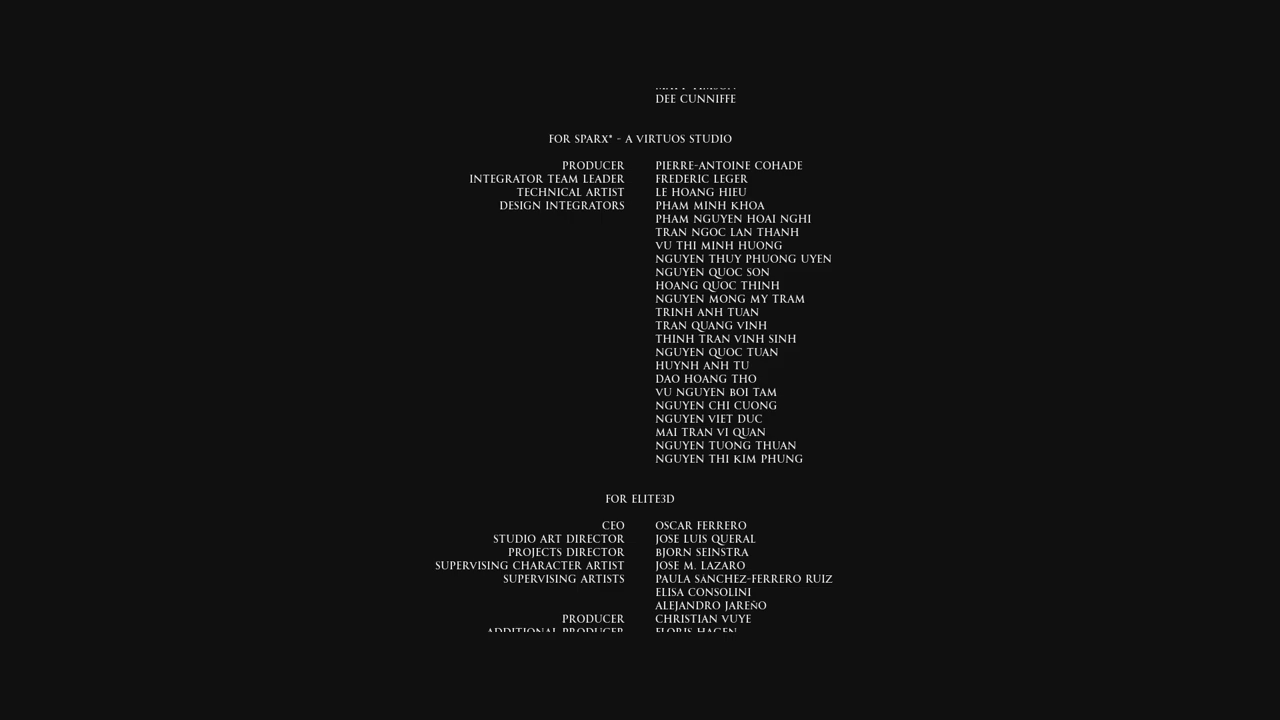 DEE CUNNIFFE
FOR SPARX* - A VIRTUOS STUDIO
PRODUCER PIERRE-ANTOINE COHADE
INTEGRATOR TEAM LEADER FREDERIC LEGER
TECHNICAL ARTIST LE HOANG HIEU
DESIGN INTEGRATORS PHAM MINH KHOA
PHAM NGUYEN HOAI NGHI
TRAN NGOC LAN THANH
VU THI MINH HUONG
NGUYEN THUY PHUONG UYEN
NGUYEN QUOC SON
HOANG QUOC THINH
NGUYEN MONG MY TRAM
TRINH ANH TUAN
TRAN QUANG VINH
THINH TRAN VINH SINH
NGUYEN QUOC TUAN
HUYNH ANH TU
DAO HOANG THO
VU NGUYEN BOI TAM
NGUYEN CHI CUONG
NGUYEN VIET DUC
MAI TRAN VI QUAN
NGUYEN TUONG THUAN
NGUYEN THI KIM PHUNG
FOR ELITE3D
CEO OSCAR FERRERO
STUDIO ART DIRECTOR JOSE LUIS QUERAL
PROJECTS DIRECTOR BJORN SEINSTRA
SUPERVISING CHARACTER ARTIST JOSE M. LAZARO
SUPERVISING ARTISTS PAULA SÁNCHEZ-FERRERO RUIZ
ELISA CONSOLINI
ALEJANDRO JAREÑO
PRODUCER CHRISTIAN VUYE
ADDITIONAL PRODUCER FLORIS HAGEN